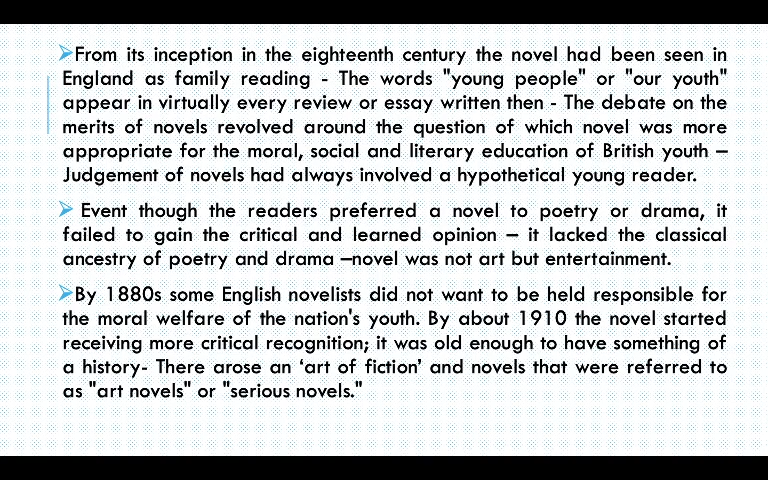 ➢From its inception in the eighteenth century the novel had been seen in
England as family reading - The words "young people" or "our youth"
appear in virtually every review or essay written then - The debate on the
merits of novels revolved around the question of which novel was more
appropriate for the moral, social and literary education of British youth –
Judgement of novels had always involved a hypothetical young reader.
➢ Event though the readers preferred a novel to poetry or drama, it
failed to gain the critical and learned opinion – it lacked the classical
ancestry of poetry and drama –novel was not art but entertainment.
➢By 1880s some English novelists did not want to be held responsible for
the moral welfare of the nation's youth. By about 1910 the novel started
receiving more critical recognition; it was old enough to have something of
a history- There arose an ‘art of fiction’ and novels that were referred to
as "art novels" or "serious novels."